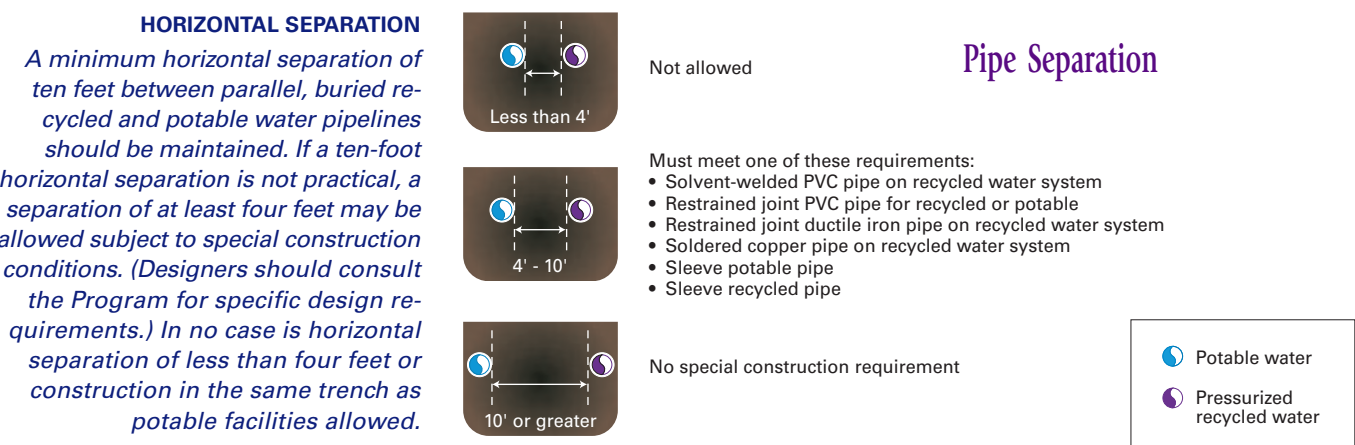 HORIZONTAL SEPARATION
A minimum horizontal separation of
ten feet between parallel, buried re-
cycled and potable water pipelines
should be maintained. If a ten-foot
horizontal separation is not practical, a
separation of at least four feet may be
allowed subject to special construction
conditions. (Designers should consult
the Program for specific design re-
quirements.) In no case is horizontal
separation of less than four feet or
construction in the same trench as
potable facilities allowed.
Pipe Separation
Less than 4'
Not allowed
4' - 10'
Must meet one of these requirements:
• Solvent-welded PVC pipe on recycled water system
• Restrained joint PVC pipe for recycled or potable
• Restrained joint ductile iron pipe on recycled water system
• Soldered copper pipe on recycled water system
• Sleeve potable pipe
• Sleeve recycled pipe
10' or greater
No special construction requirement
Potable water
Pressurized
recycled water